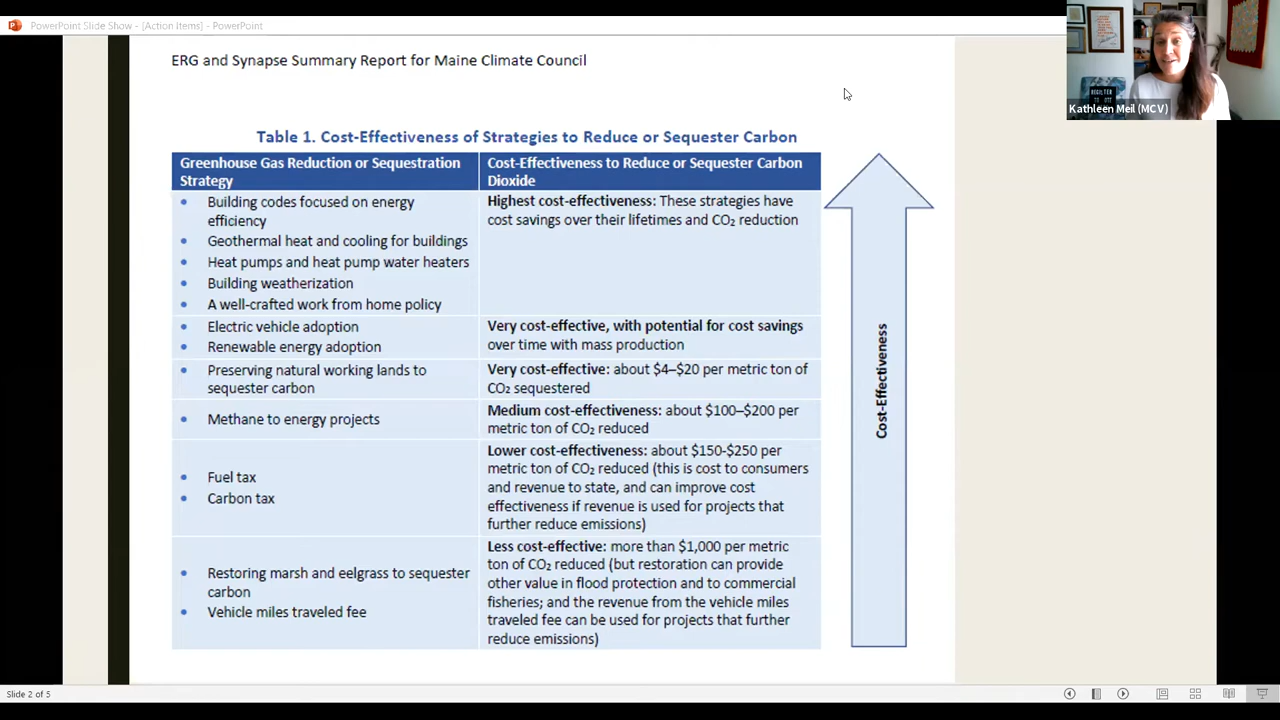 PowerPoint Slide Show - [Action Items] - PowerPoint
Kathleen Meil (MCV)
ERG and Synapse Summary Report for Maine Climate Council
Table 1. Cost-Effectiveness of Strategies to Reduce or Sequester Carbon
Greenhouse Gas Reduction or Sequestration
Strategy
Cost-Effectiveness to Reduce or Sequester Carbon
Dioxide
• Building codes focused on energy
efficiency
• Geothermal heat and cooling for buildings
• Heat pumps and heat pump water heaters
• Building weatherization
• A well-crafted work from home policy
Highest cost-effectiveness: These strategies have
cost savings over their lifetimes and CO₂ reduction
• Electric vehicle adoption
• Renewable energy adoption
Very cost-effective, with potential for cost savings
over time with mass production
• Preserving natural working lands to
sequester carbon
Very cost-effective: about $4–$20 per metric ton of
CO₂ sequestered
• Methane to energy projects
Medium cost-effectiveness: about $100–$200 per
metric ton of CO₂ reduced
• Fuel tax
• Carbon tax
Lower cost-effectiveness: about $150-$250 per
metric ton of CO₂ reduced (this is cost to consumers
and revenue to state, and can improve cost
effectiveness if revenue is used for projects that
further reduce emissions)
• Restoring marsh and eelgrass to sequester
carbon
• Vehicle miles traveled fee
Less cost-effective: more than $1,000 per metric
ton of CO₂ reduced (but restoration can provide
other value in flood protection and to commercial
fisheries; and the revenue from the vehicle miles
traveled fee can be used for projects that further
reduce emissions)
Cost-Effectiveness
Slide 2 of 5